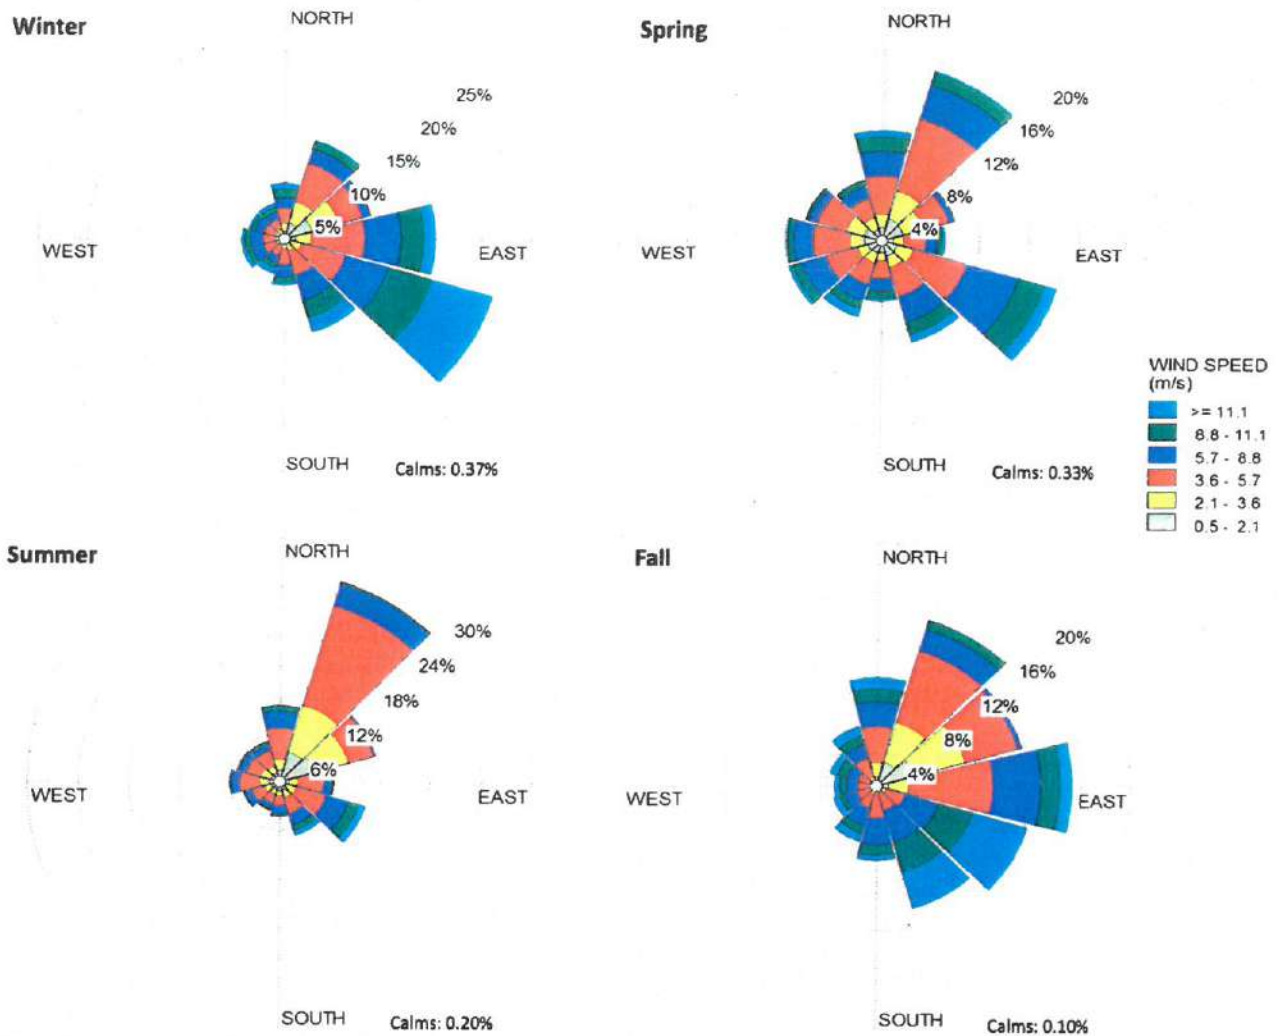 Winter
NORTH
25%
20%
15%
10%
5%
WEST
EAST
SOUTH
Calms: 0.37%
Spring
NORTH
20%
16%
12%
8%
4%
WEST
EAST
SOUTH
Calms: 0.33%
WIND SPEED
(m/s)
>= 11.1
8.8 - 11.1
5.7 - 8.8
3.6 - 5.7
2.1 - 3.6
0.5 - 2.1
Summer
NORTH
30%
24%
18%
12%
6%
WEST
EAST
SOUTH
Calms: 0.20%
Fall
NORTH
20%
16%
12%
8%
4%
WEST
EAST
SOUTH
Calms: 0.10%